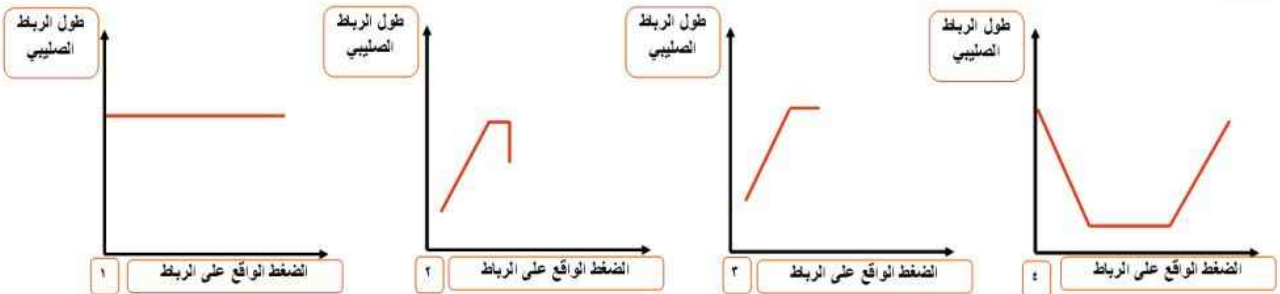 طول الرباط
الصليبي
الضغط الواقع على الرباط
١
طول الرباط
الصليبي
الضغط الواقع على الرباط
٢
طول الرباط
الصليبي
الضغط الواقع على الرباط
٣
طول الرباط
الصليبي
الضغط الواقع على الرباط
٤